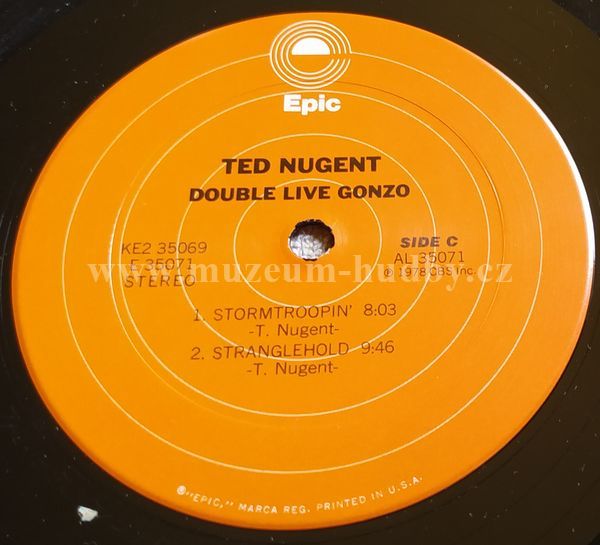 Epic
TED NUGENT
DOUBLE LIVE GONZO
KE2 35069
E 35071
STEREO
SIDE C
AL 35071
℗ 1978 CBS Inc.
www.muzeum-hudby.cz
1. STORMTROOPIN' 8:03
-T. Nugent-
2. STRANGLEHOLD 9:46
-T. Nugent-
®"EPIC," MARCA REG. PRINTED IN U.S.A.